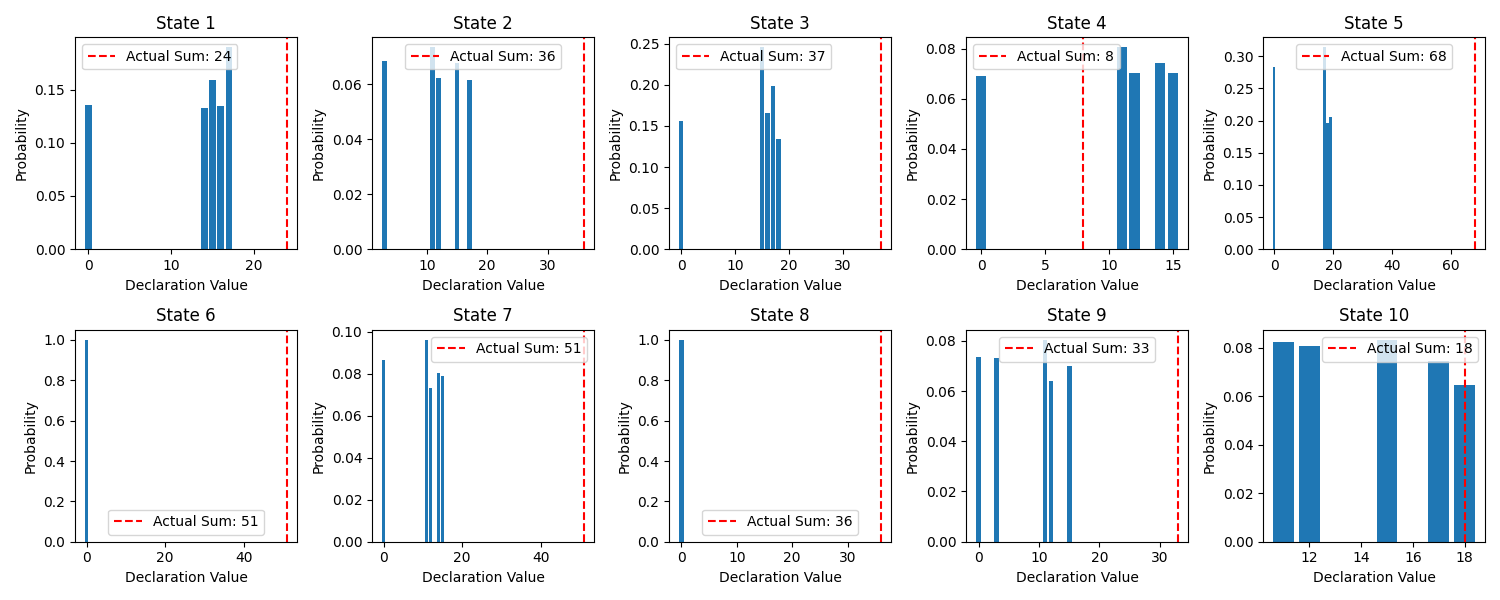 State 1
Actual Sum: 24
Probability
0.15
0.10
0.05
0.00
0
10
20
Declaration Value
State 2
Actual Sum: 36
Probability
0.06
0.04
0.02
0.00
10
20
30
Declaration Value
State 3
Actual Sum: 37
Probability
0.25
0.20
0.15
0.10
0.05
0.00
0
10
20
30
Declaration Value
State 4
Actual Sum: 8
Probability
0.08
0.06
0.04
0.02
0.00
0
5
10
15
Declaration Value
State 5
Actual Sum: 68
Probability
0.30
0.25
0.20
0.15
0.10
0.05
0.00
0
20
40
60
Declaration Value
State 6
Actual Sum: 51
Probability
1.0
0.8
0.6
0.4
0.2
0.0
0
20
40
Declaration Value
State 7
Actual Sum: 51
Probability
0.10
0.08
0.06
0.04
0.02
0.00
0
20
40
Declaration Value
State 8
Actual Sum: 36
Probability
1.0
0.8
0.6
0.4
0.2
0.0
0
10
20
30
Declaration Value
State 9
Actual Sum: 33
Probability
0.08
0.06
0.04
0.02
0.00
0
10
20
30
Declaration Value
State 10
Actual Sum: 18
Probability
0.08
0.06
0.04
0.02
0.00
12
14
16
18
Declaration Value